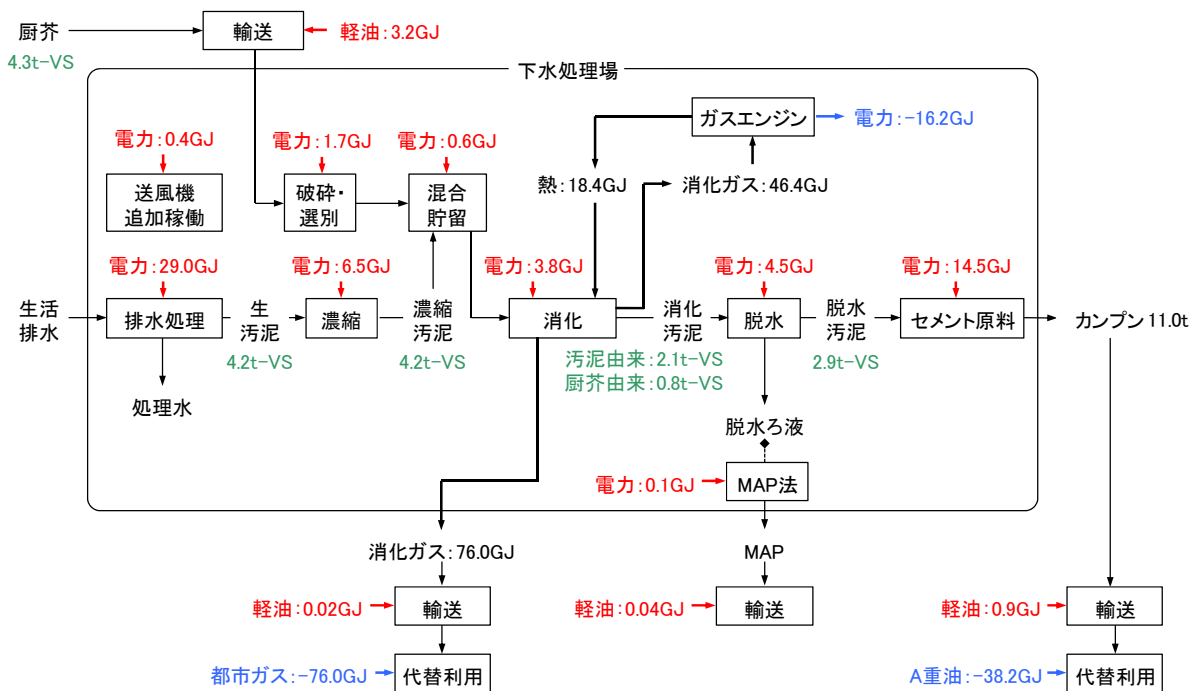 厨芥
4.3t-VS
輸送
軽油：3.2GJ
下水処理場
ガスエンジン
電力：-16.2GJ
電力：0.4GJ
電力：1.7GJ
電力：0.6GJ
熱：18.4GJ
消化ガス：46.4GJ
送風機
追加稼働
破砕・
選別
混合
貯留
電力：29.0GJ
電力：6.5GJ
電力：3.8GJ
電力：4.5GJ
電力：14.5GJ
生活
排水
排水処理
生
汚泥
4.2t-VS
濃縮
濃縮
汚泥
4.2t-VS
消化
消化
汚泥
汚泥由来：2.1t-VS
厨芥由来：0.8t-VS
脱水
脱水
汚泥
2.9t-VS
セメント原料
カンプン 11.0t
処理水
脱水ろ液
電力：0.1GJ
MAP法
消化ガス：76.0GJ
MAP
軽油：0.02GJ
輸送
軽油：0.04GJ
輸送
軽油：0.9GJ
輸送
都市ガス：-76.0GJ
代替利用
A重油：-38.2GJ
代替利用